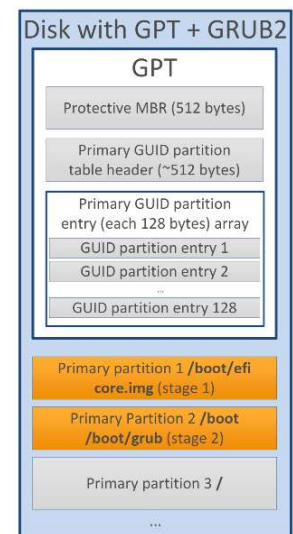 Disk with GPT + GRUB2
GPT
Protective MBR (512 bytes)
Primary GUID partition
table header (~512 bytes)
Primary GUID partition
entry (each 128 bytes) array
GUID partition entry 1
GUID partition entry 2
...
GUID partition entry 128
Primary partition 1 /boot/efi
core.img (stage 1)
Primary Partition 2 /boot
/boot/grub (stage 2)
Primary partition 3 /
...